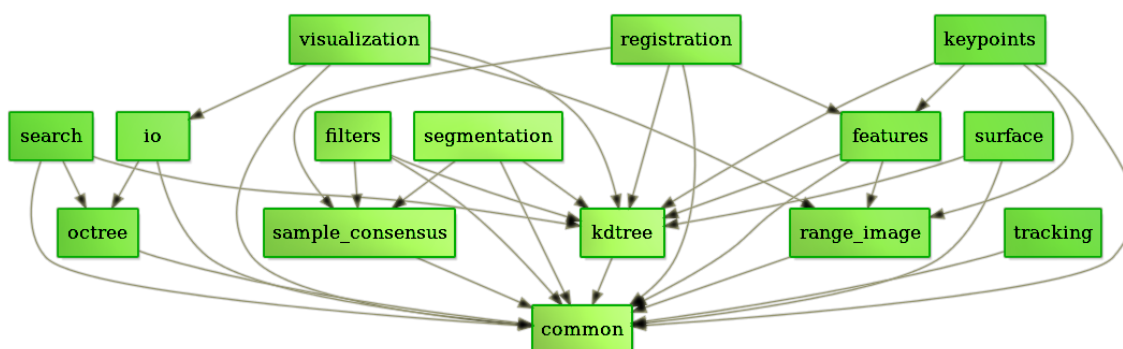 visualization
registration
keypoints
search
io
filters
segmentation
features
surface
octree
sample_consensus
kdtree
range_image
tracking
common